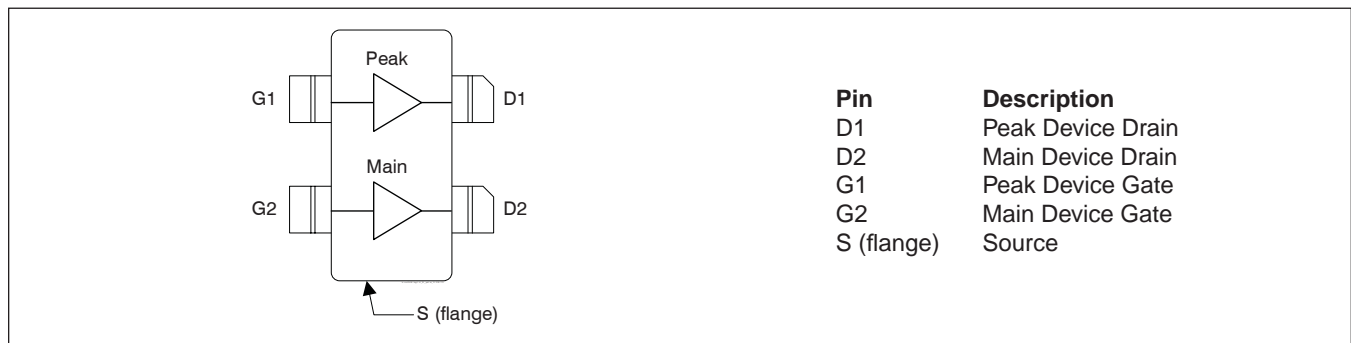 Peak
G1
D1
Main
G2
D2
S (flange)
Pin Description
D1 Peak Device Drain
D2 Main Device Drain
G1 Peak Device Gate
G2 Main Device Gate
S (flange) Source